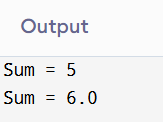 Output
Sum = 5
Sum = 6.0